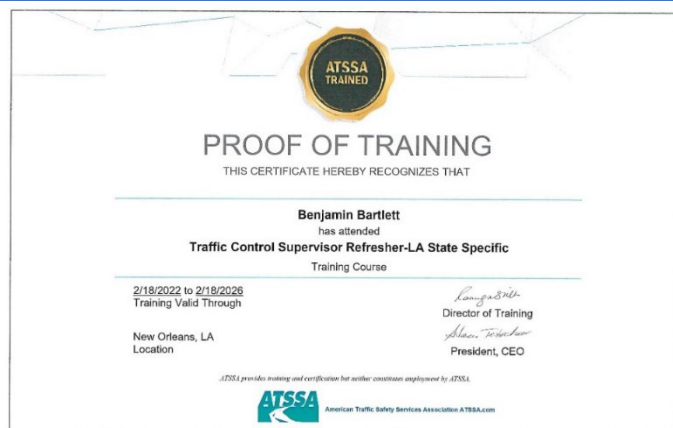 ATSSA
TRAINED
PROOF OF TRAINING
THIS CERTIFICATE HEREBY RECOGNIZES THAT
Benjamin Bartlett
has attended
Traffic Control Supervisor Refresher-LA State Specific
Training Course
2/18/2022 to 2/18/2026
Training Valid Through
Director of Training
New Orleans, LA
Location
President, CEO
ATSSA provides training and certification but neither constitutes employment by ATSSA.
ATSSA
American Traffic Safety Services Association ATSSA.com